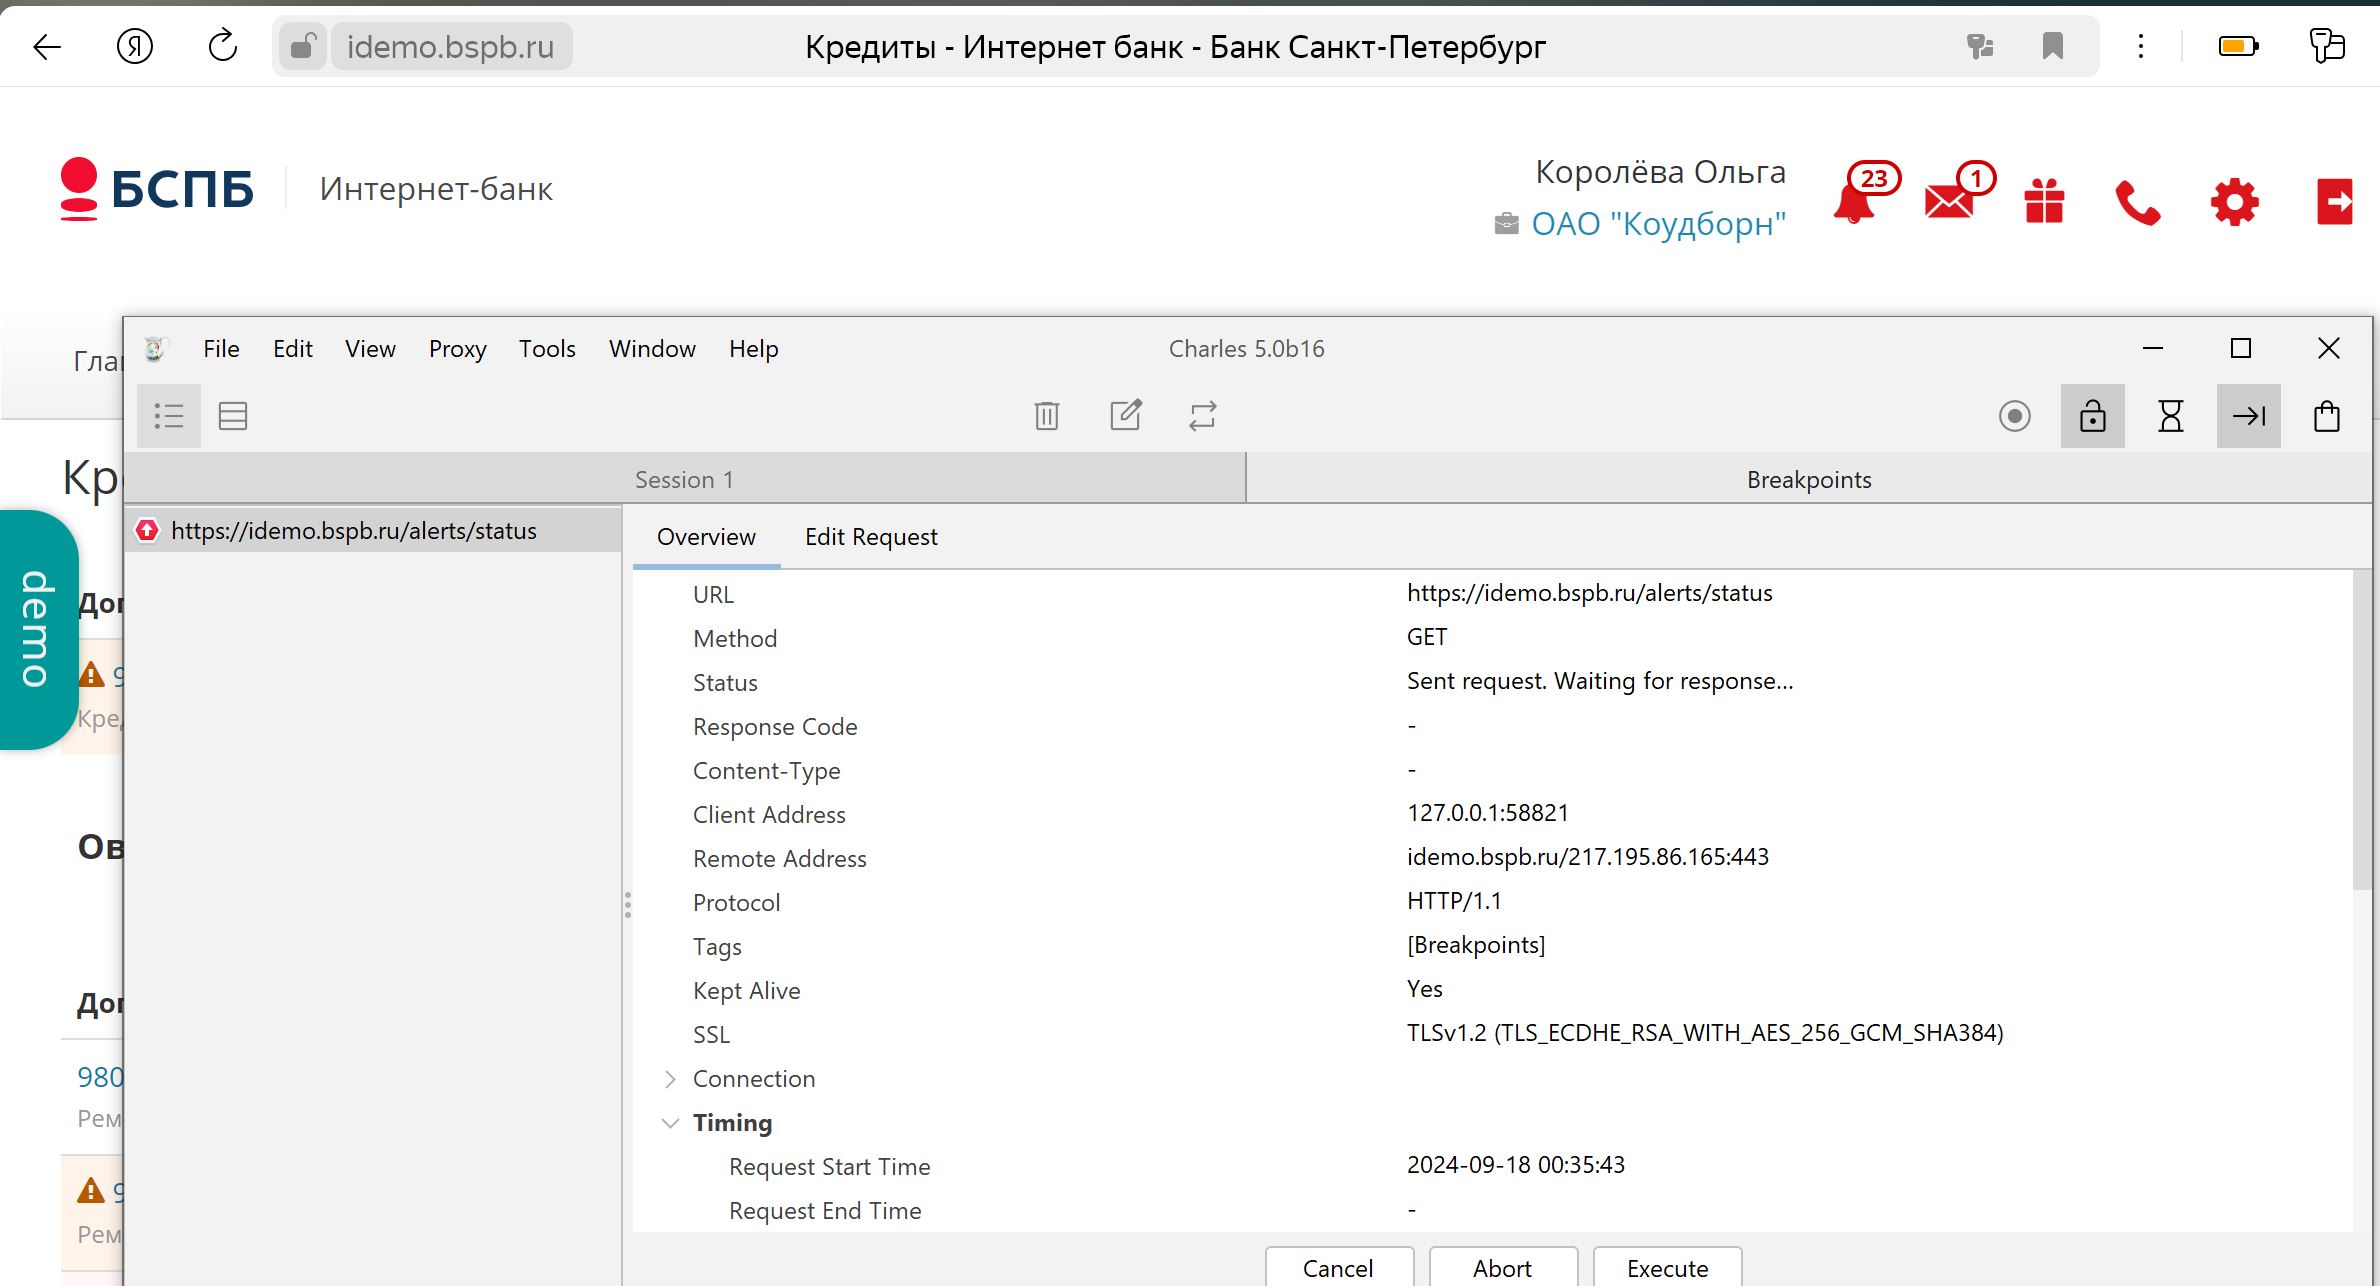 idemo.bspb.ru
Кредиты - Интернет банк - Банк Санкт-Петербург
БСПБ
Интернет-банк
Королёва Ольга
ОАО "Коудборн"
23
1
Гла
Кр
demo
До
9
Кре
Ов
До
980
Рем
9
Рем
File Edit View Proxy Tools Window Help
Charles 5.0b16
Session 1
Breakpoints
https://idemo.bspb.ru/alerts/status
Overview
Edit Request
URL https://idemo.bspb.ru/alerts/status
Method GET
Status Sent request. Waiting for response...
Response Code -
Content-Type -
Client Address 127.0.0.1:58821
Remote Address idemo.bspb.ru/217.195.86.165:443
Protocol HTTP/1.1
Tags [Breakpoints]
Kept Alive Yes
SSL TLSv1.2 (TLS_ECDHE_RSA_WITH_AES_256_GCM_SHA384)
Connection
Timing
Request Start Time 2024-09-18 00:35:43
Request End Time -
Cancel Abort Execute